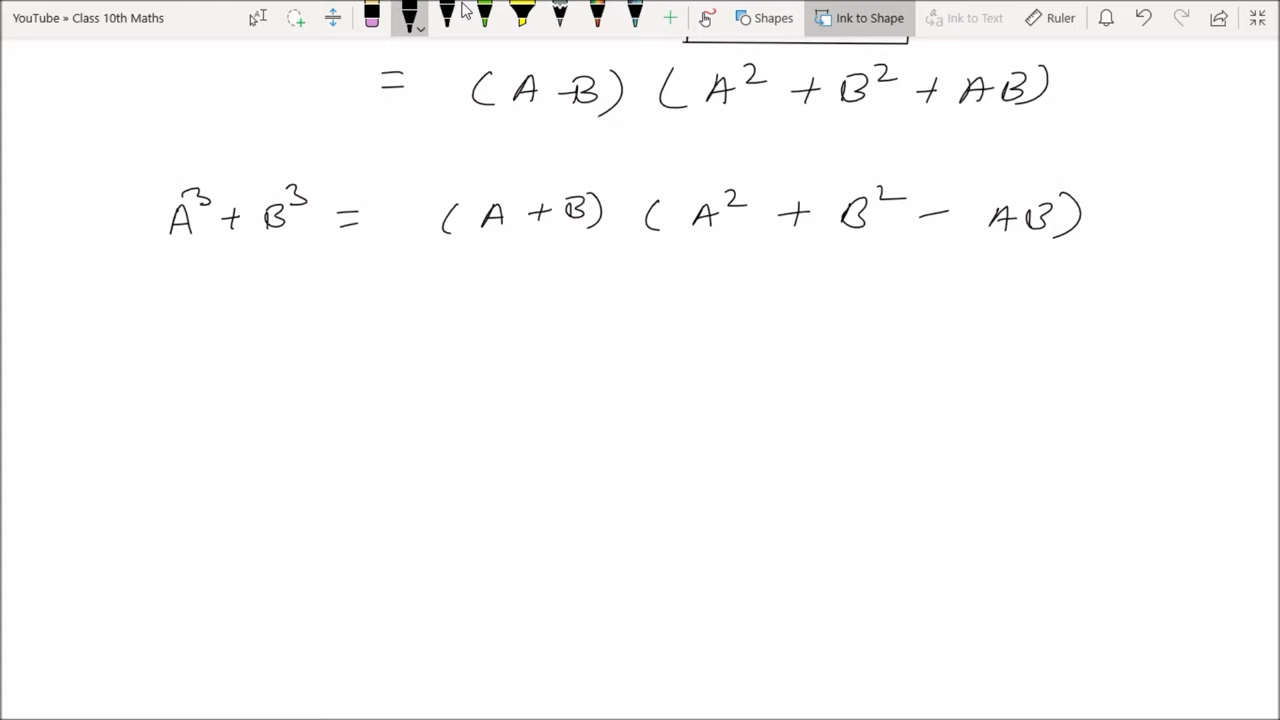 YouTube » Class 10th Maths Shapes Ink to Shape Ink to Text Ruler
= (A - B) (A² + B² + AB)
A³ + B³ = (A + B) (A² + B² - AB)